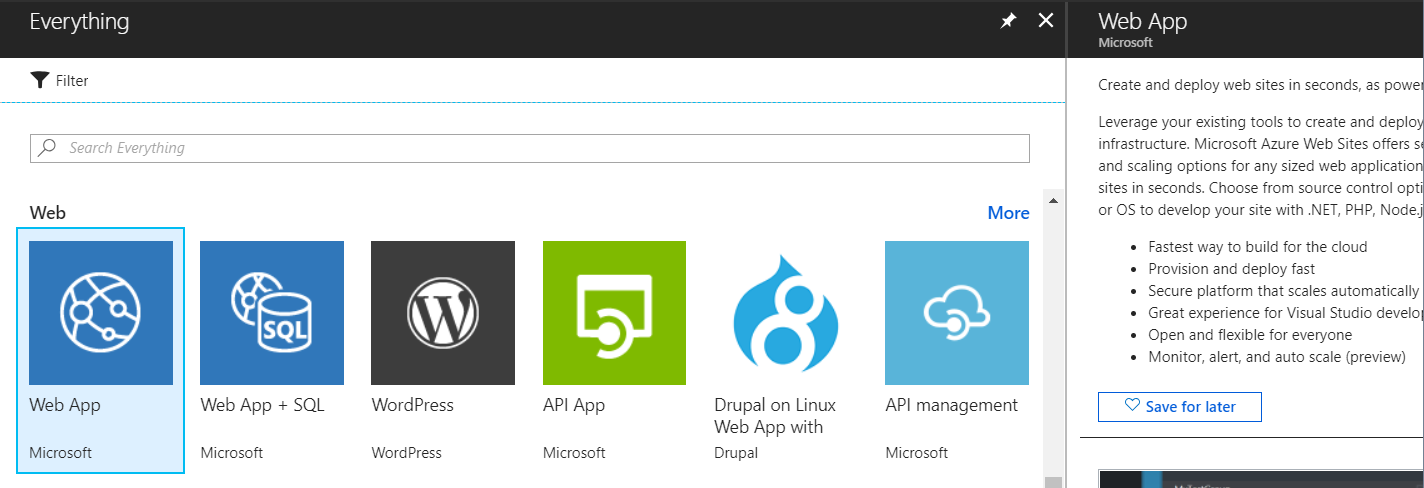 Everything
Filter
Search Everything
Web
More
SQL
Web App
Microsoft
Web App + SQL
Microsoft
WordPress
WordPress
API App
Microsoft
Drupal on Linux
Web App with
Drupal
API management
Microsoft
Web App
Microsoft
Create and deploy web sites in seconds, as power
Leverage your existing tools to create and deploy
infrastructure. Microsoft Azure Web Sites offers se
and scaling options for any sized web application
sites in seconds. Choose from source control opti
or OS to develop your site with .NET, PHP, Node.j
• Fastest way to build for the cloud
• Provision and deploy fast
• Secure platform that scales automatically
• Great experience for Visual Studio develop
• Open and flexible for everyone
• Monitor, alert, and auto scale (preview)
Save for later